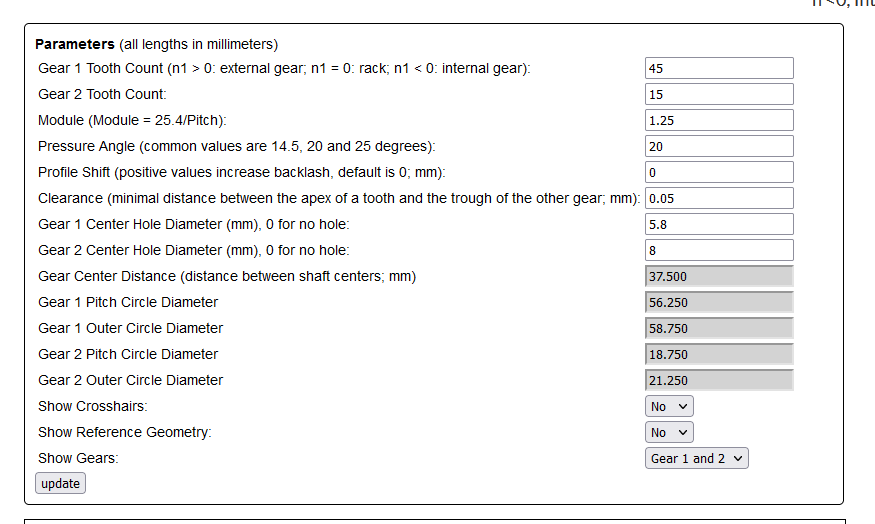 Parameters (all lengths in millimeters)
Gear 1 Tooth Count (n1 > 0: external gear; n1 = 0: rack; n1 < 0: internal gear): 45
Gear 2 Tooth Count: 15
Module (Module = 25.4/Pitch): 1.25
Pressure Angle (common values are 14.5, 20 and 25 degrees): 20
Profile Shift (positive values increase backlash, default is 0; mm): 0
Clearance (minimal distance between the apex of a tooth and the trough of the other gear; mm): 0.05
Gear 1 Center Hole Diameter (mm), 0 for no hole: 5.8
Gear 2 Center Hole Diameter (mm), 0 for no hole: 8
Gear Center Distance (distance between shaft centers; mm) 37.500
Gear 1 Pitch Circle Diameter 56.250
Gear 1 Outer Circle Diameter 58.750
Gear 2 Pitch Circle Diameter 18.750
Gear 2 Outer Circle Diameter 21.250
Show Crosshairs: No
Show Reference Geometry: No
Show Gears: Gear 1 and 2
update